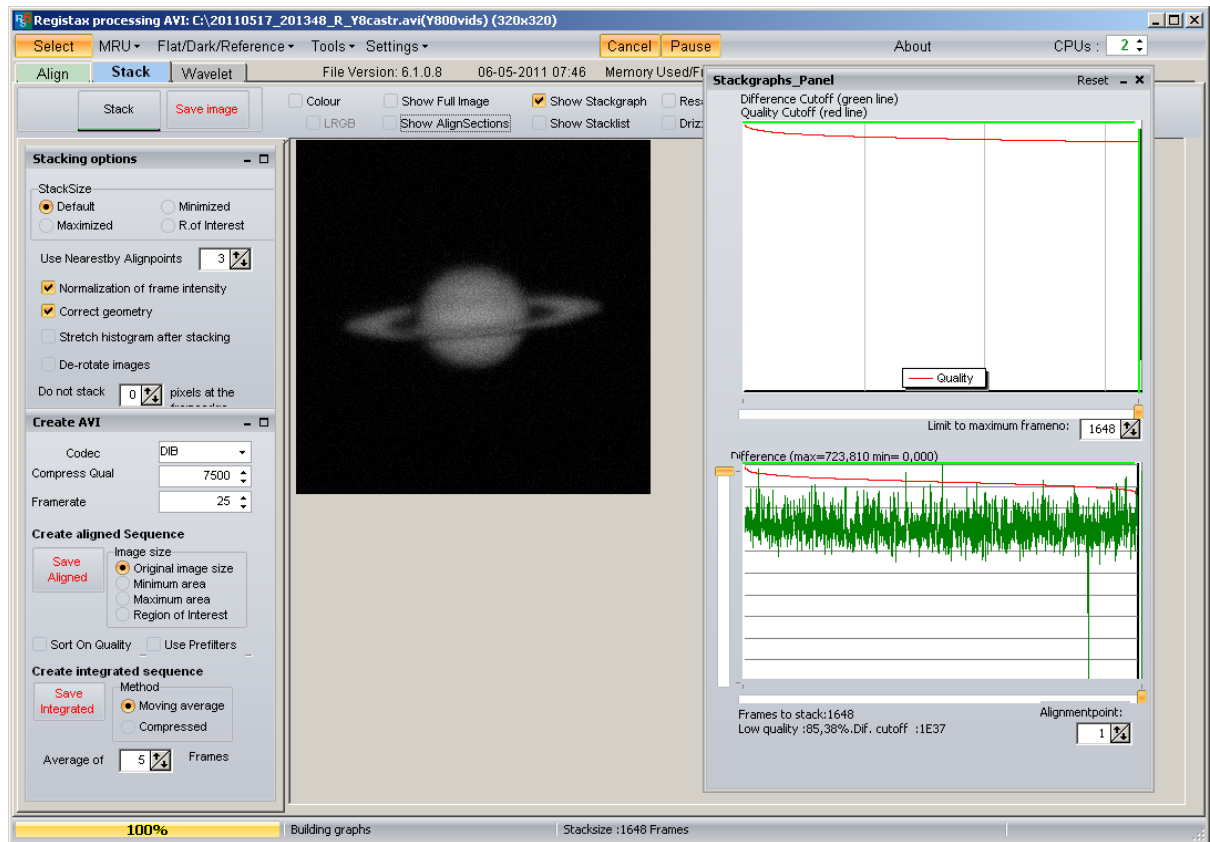 Registax processing AVI: C:\20110517_201348_R_Y8castr.avi(Y800vids) (320x320)
Select MRU Flat/Dark/Reference Tools Settings Cancel Pause About CPUs : 2
Align Stack Wavelet File Version: 6.1.0.8 06-05-2011 07:46 Memory Used/F
Stack Save image
Colour Show Full Image Show Stackgraph
LRGB Show AlignSections Show Stacklist
Stacking options
StackSize
Default Minimized
Maximized R.of Interest
Use Nearestby Alignpoints 3
Normalization of frame intensity
Correct geometry
Stretch histogram after stacking
De-rotate images
Do not stack 0 pixels at the
Create AVI
Codec DIB
Compress Qual 7500
Framerate 25
Create aligned Sequence
Save Aligned
Image size
Original image size
Minimum area
Maximum area
Region of Interest
Sort On Quality Use Prefilters
Create integrated sequence
Save Integrated
Method
Moving average
Compressed
Average of 5 Frames
Stackgraphs_Panel Reset
Difference Cutoff (green line)
Quality Cutoff (red line)
Quality
Limit to maximum frameno: 1648
Difference (max=723,810 min= 0,000)
Frames to stack:1648
Low quality :85,38%.Dif. cutoff :1E37
Alignmentpoint:
1
100% Building graphs Stacksize :1648 Frames